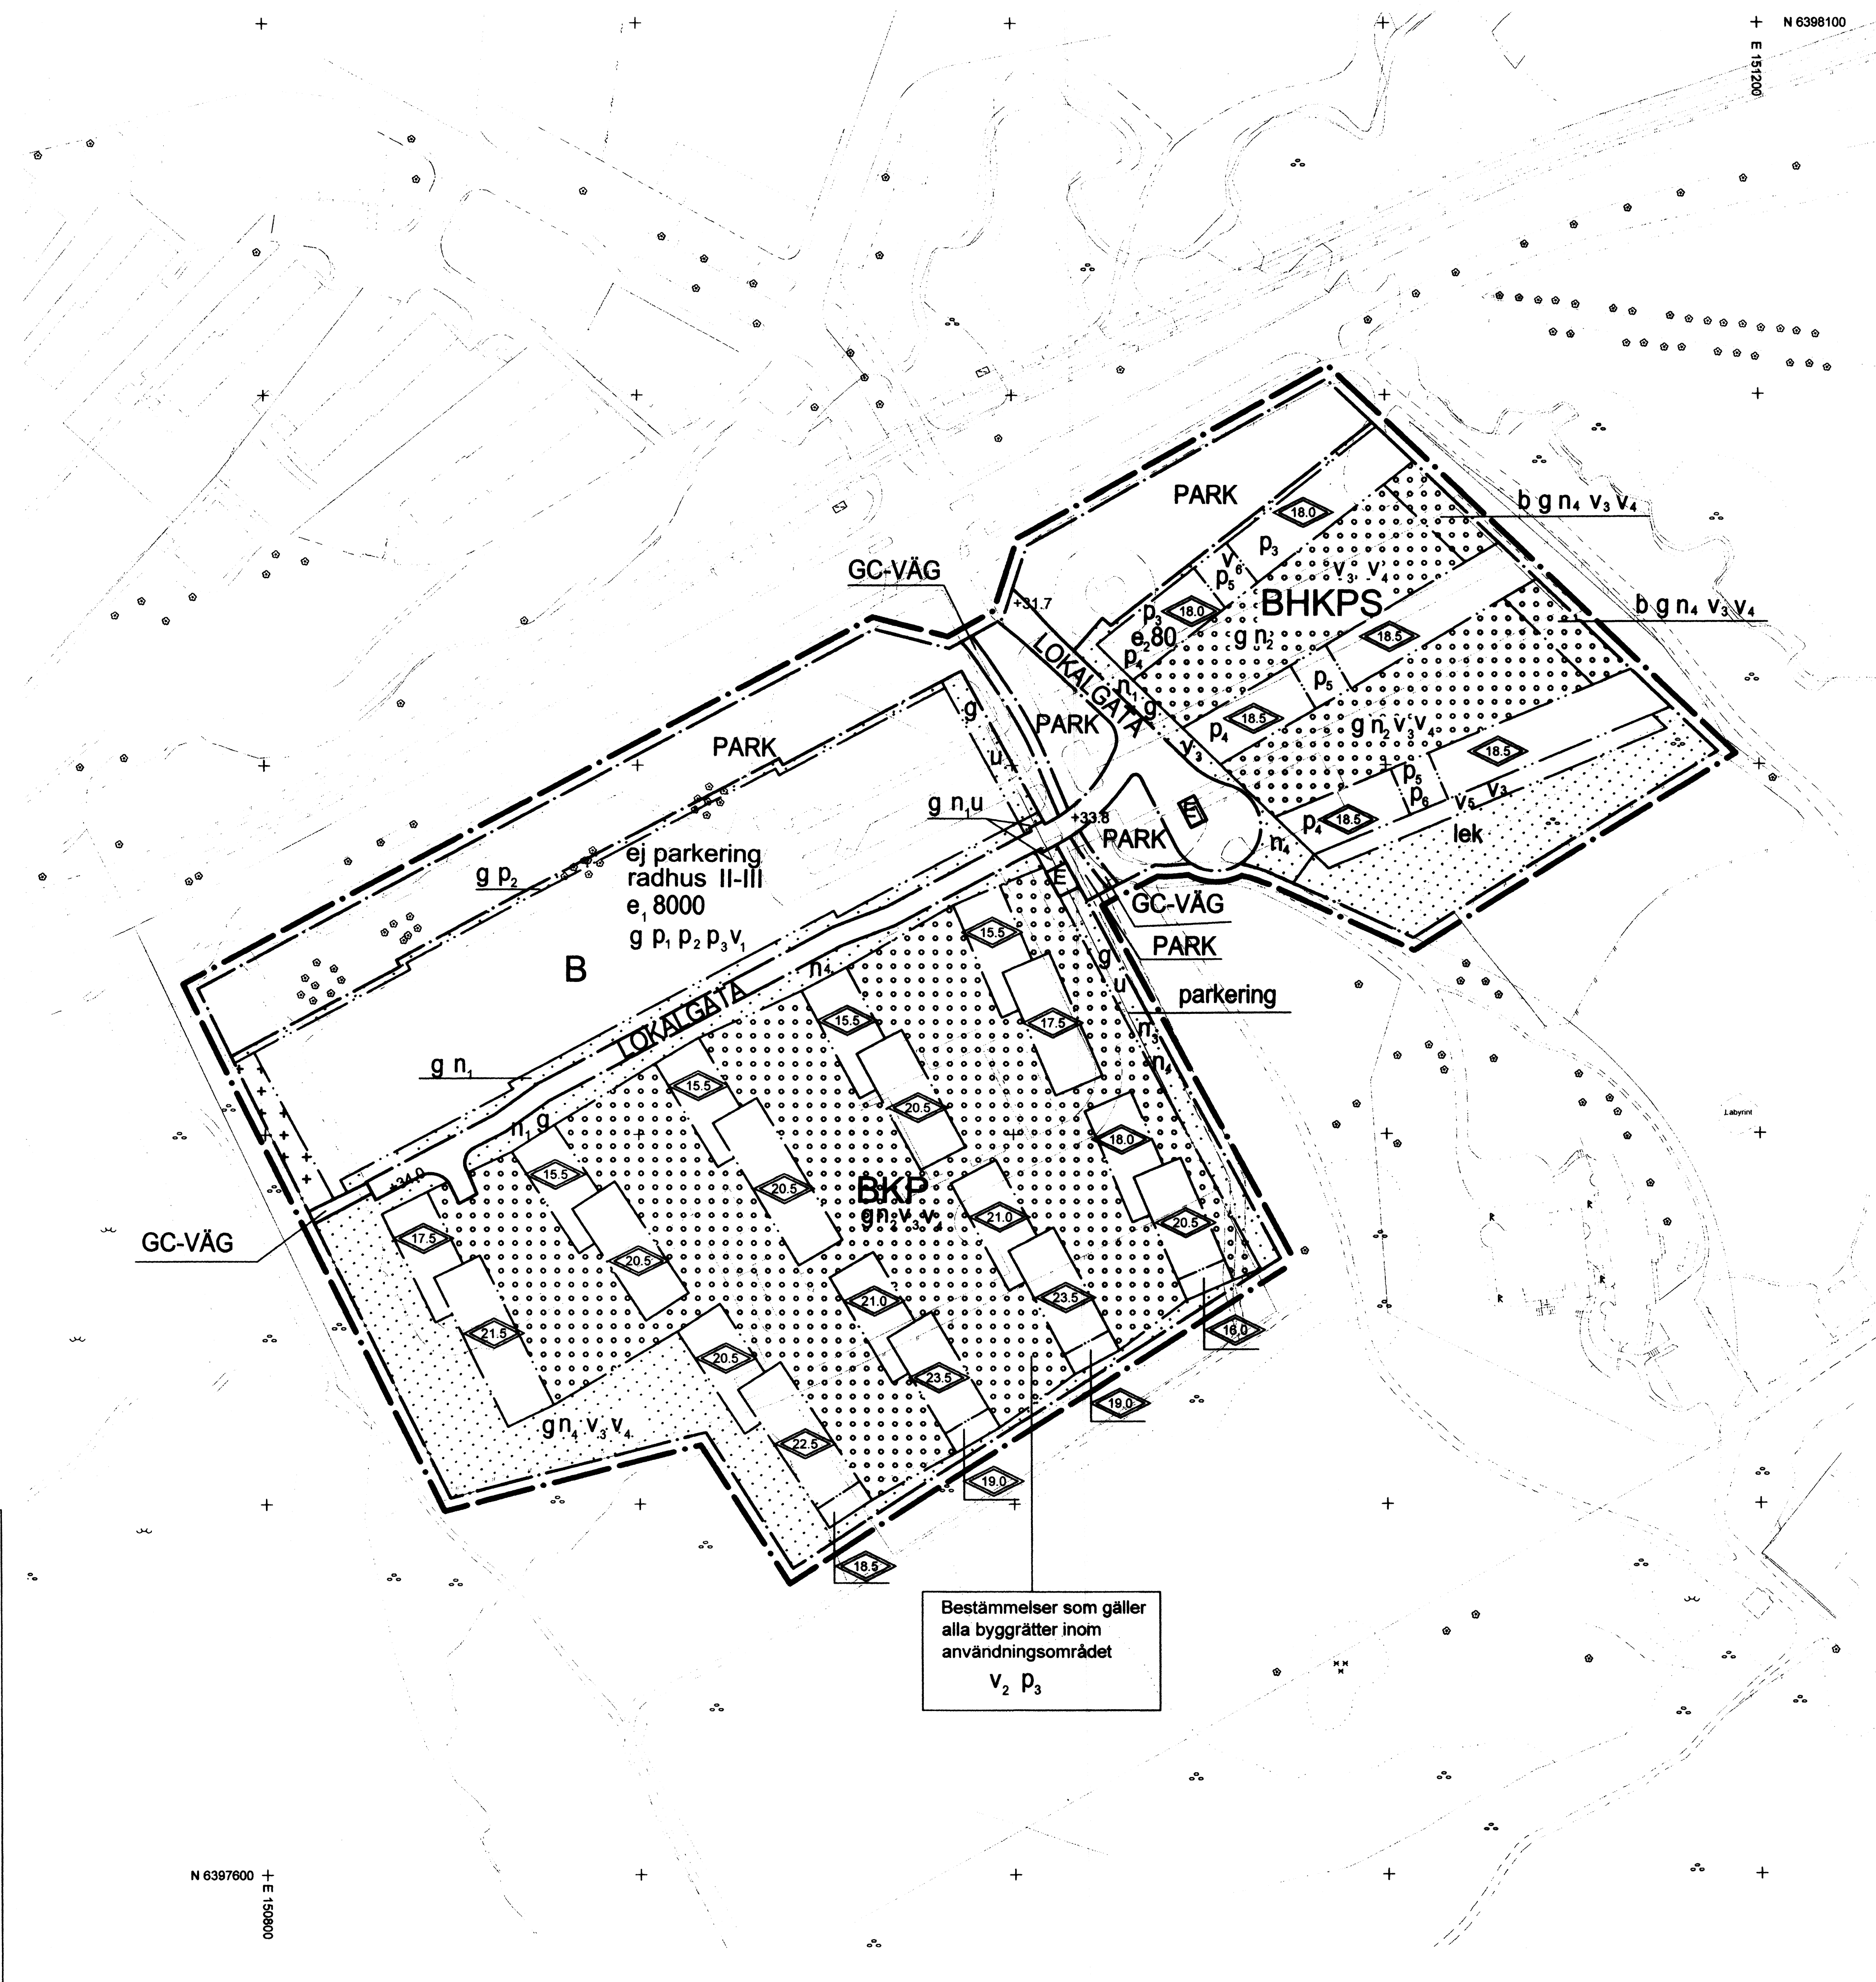 N 6398100
E 151200
PARK
18.0
b g n₄ v₃ v₄
p₃
GC-VÄG
v₆
p₅
v₃ v₄
+31.7
BHKPS
b g n₄ v₃ v₄
p₃
18.0
e₂80
g n₂
18.5
LOKALGATA
p₄
p₅
n₁ g
g
PARK
18.5
p₄
g n₂ v₃ v₄
PARK
v₃
18.5
u
p₅
p₆
v₅ v₃
g n₁u
+33.8
E
PARK
p₄
18.5
lek
n₄
ej parkering
radhus II-III
e₁ 8000
g p₁ p₂ p₃ v₁
g p₂
E
GC-VÄG
15.5
PARK
B
n₄
g
u
parkering
LOKALGATA
15.5
17.5
n₃
n₄
g n₁
15.5
20.5
n₁ g
18.0
15.5
+34.0
20.5
BKP
g n₂ v₃ v₄
21.0
20.5
GC-VÄG
17.5
20.5
21.0
23.5
21.5
16.0
20.5
23.5
19.0
g n₄ v₃ v₄
22.5
19.0
18.5
Labyrint
Bestämmelser som gäller
alla byggrätter inom
användningsområdet
v₂ p₃
N 6397600
E 150800